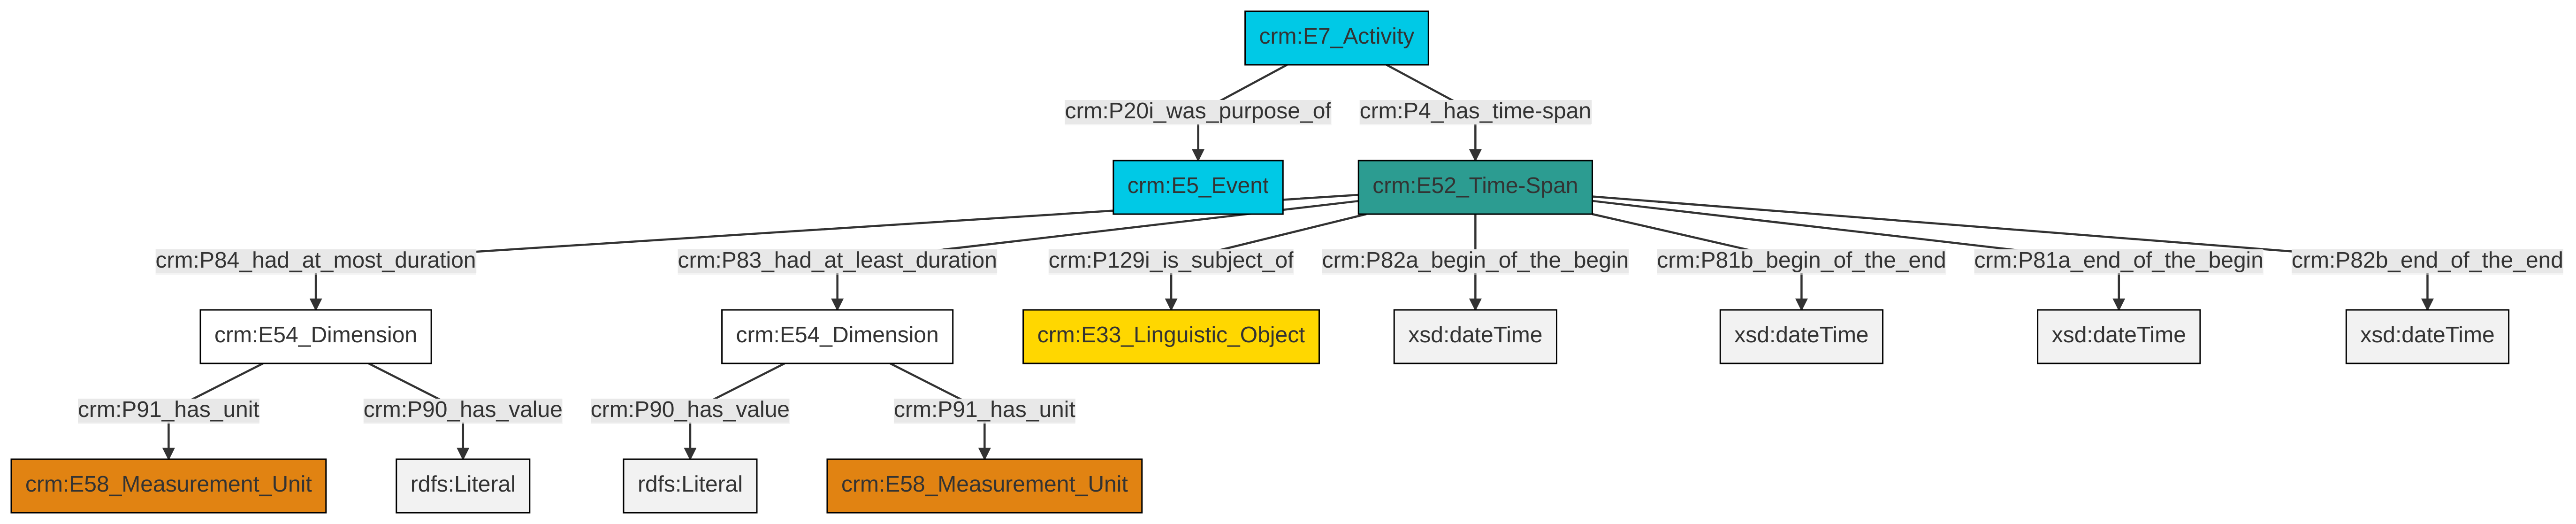 crm:E7_Activity
crm:P20i_was_purpose_of
crm:P4_has_time-span
crm:E5_Event
crm:E52_Time-Span
crm:P84_had_at_most_duration
crm:P83_had_at_least_duration
crm:P129i_is_subject_of
crm:P82a_begin_of_the_begin
crm:P81b_begin_of_the_end
crm:P81a_end_of_the_begin
crm:P82b_end_of_the_end
crm:E54_Dimension
crm:E54_Dimension
crm:E33_Linguistic_Object
xsd:dateTime
xsd:dateTime
xsd:dateTime
xsd:dateTime
crm:P91_has_unit
crm:P90_has_value
crm:P90_has_value
crm:P91_has_unit
crm:E58_Measurement_Unit
rdfs:Literal
rdfs:Literal
crm:E58_Measurement_Unit